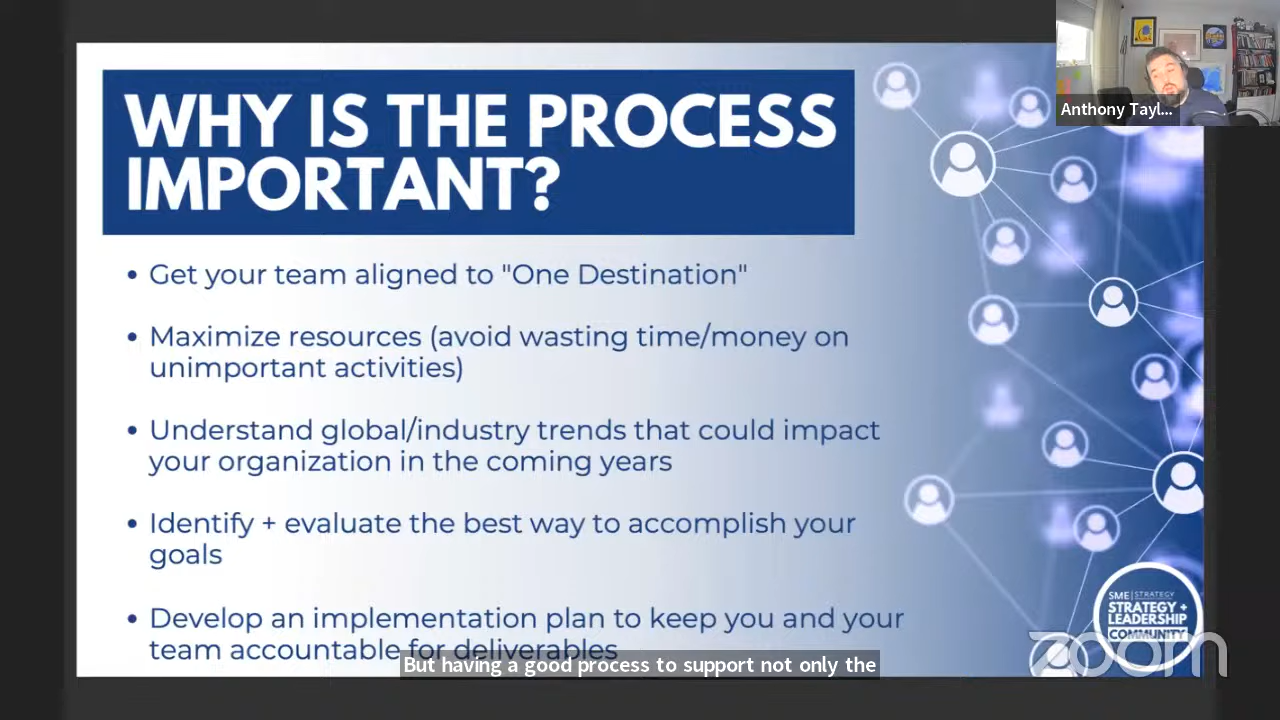 WHY IS THE PROCESS
IMPORTANT?
Anthony Tayl...
• Get your team aligned to "One Destination"
• Maximize resources (avoid wasting time/money on
unimportant activities)
• Understand global/industry trends that could impact
your organization in the coming years
• Identify + evaluate the best way to accomplish your
goals
• Develop an implementation plan to keep you and your
team accountable for deliverables
But having a good process to support not only the
SME | STRATEGY
STRATEGY +
LEADERSHIP
COMMUNITY
zoom